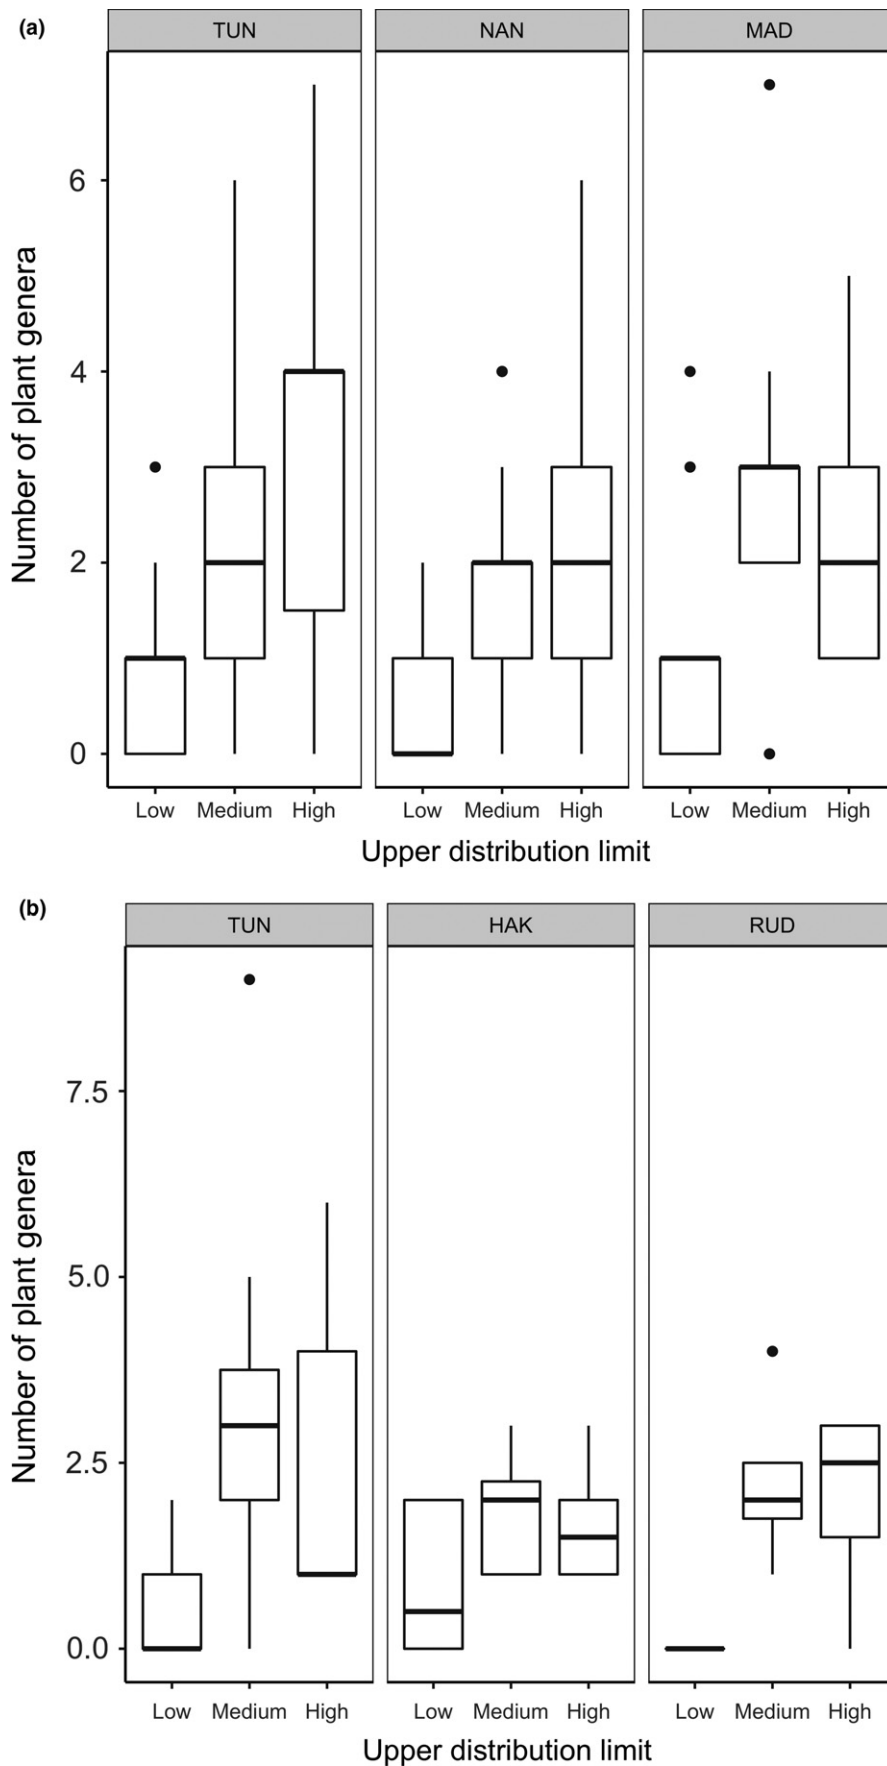 (a)
TUN NAN MAD
Number of plant genera
6
4
2
0
Low Medium High Low Medium High Low Medium High
Upper distribution limit
(b)
TUN HAK RUD
Number of plant genera
7.5
5.0
2.5
0.0
Low Medium High Low Medium High Low Medium High
Upper distribution limit